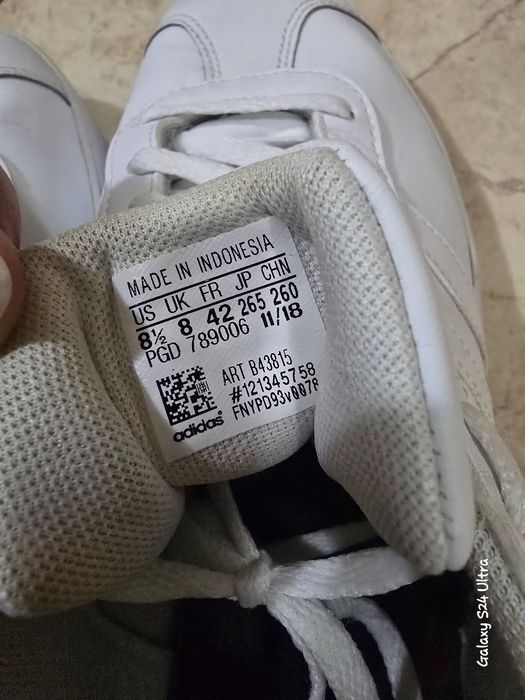 MADE IN INDONESIA
US UK FR JP CHN
8½ 8 42 265 260
PGD 789006 11/18
ART B43815
#121345758
FNYPD93v0078
adidas
Galaxy S24 Ultra